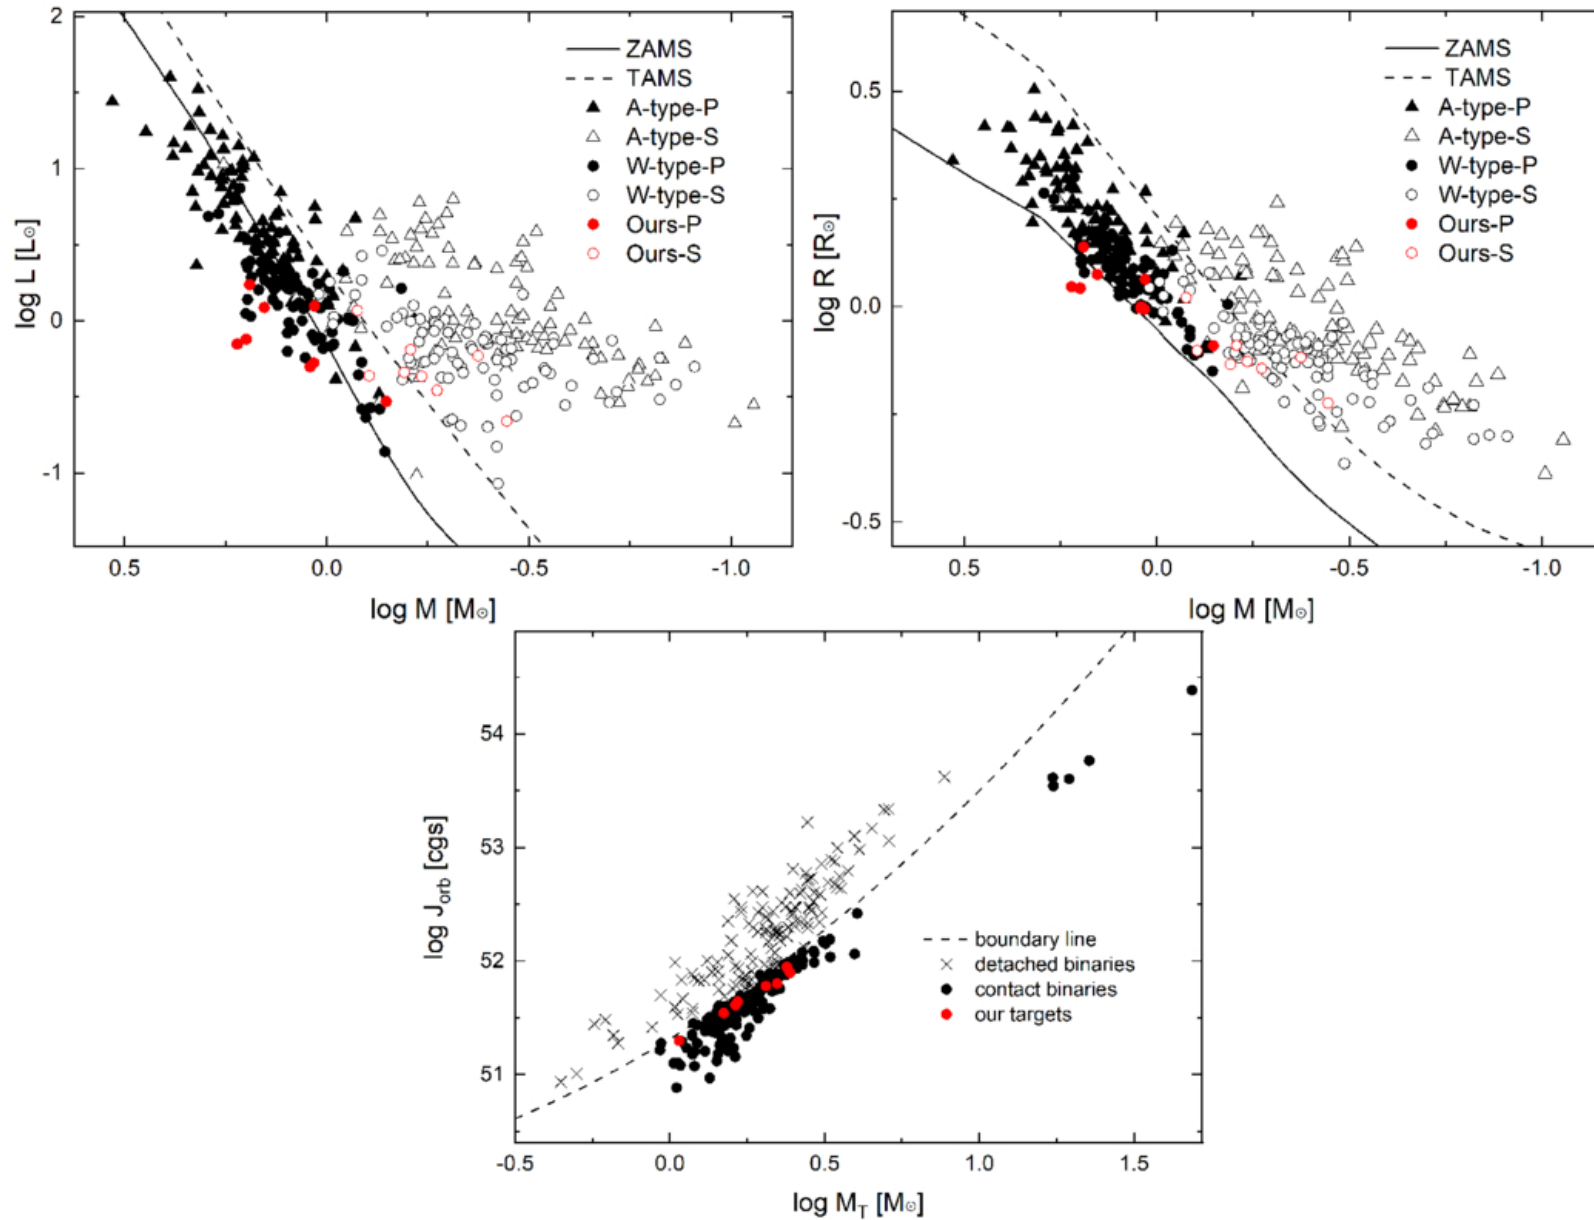 2
1
0
-1
log L [L⊙]
0.5
0.0
-0.5
-1.0
log M [M⊙]
ZAMS
TAMS
A-type-P
A-type-S
W-type-P
W-type-S
Ours-P
Ours-S
0.5
0.0
-0.5
log R [R⊙]
0.5
0.0
-0.5
-1.0
log M [M⊙]
ZAMS
TAMS
A-type-P
A-type-S
W-type-P
W-type-S
Ours-P
Ours-S
54
53
52
51
log J_orb [cgs]
boundary line
detached binaries
contact binaries
our targets
-0.5
0.0
0.5
1.0
1.5
log M_T [M⊙]